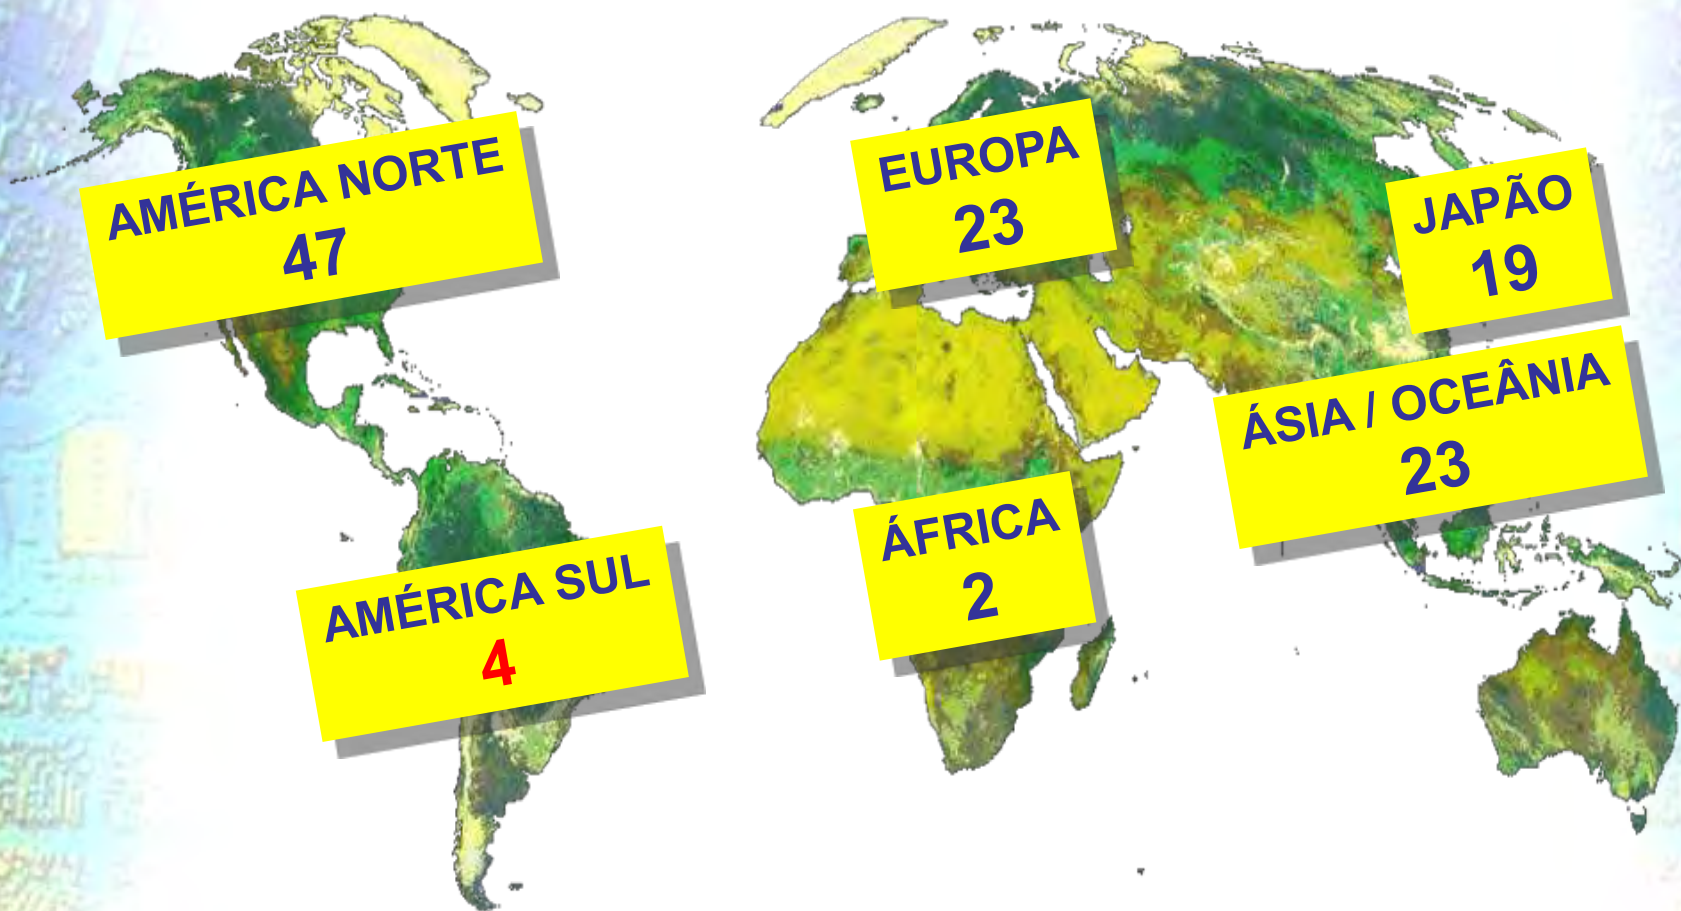 AMÉRICA NORTE
47
EUROPA
23
JAPÃO
19
ÁSIA / OCEÂNIA
23
ÁFRICA
2
AMÉRICA SUL
4